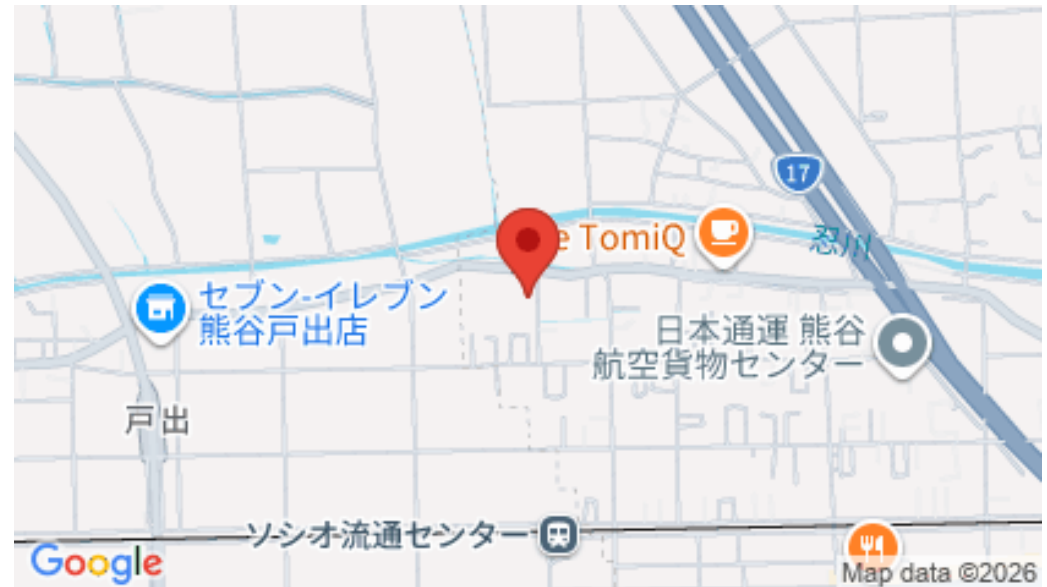 17
e TomiQ
忍川
セブン-イレブン
熊谷戸出店
日本通運 熊谷
航空貨物センター
戸出
ソシオ流通センター
Google
Map data ©2026